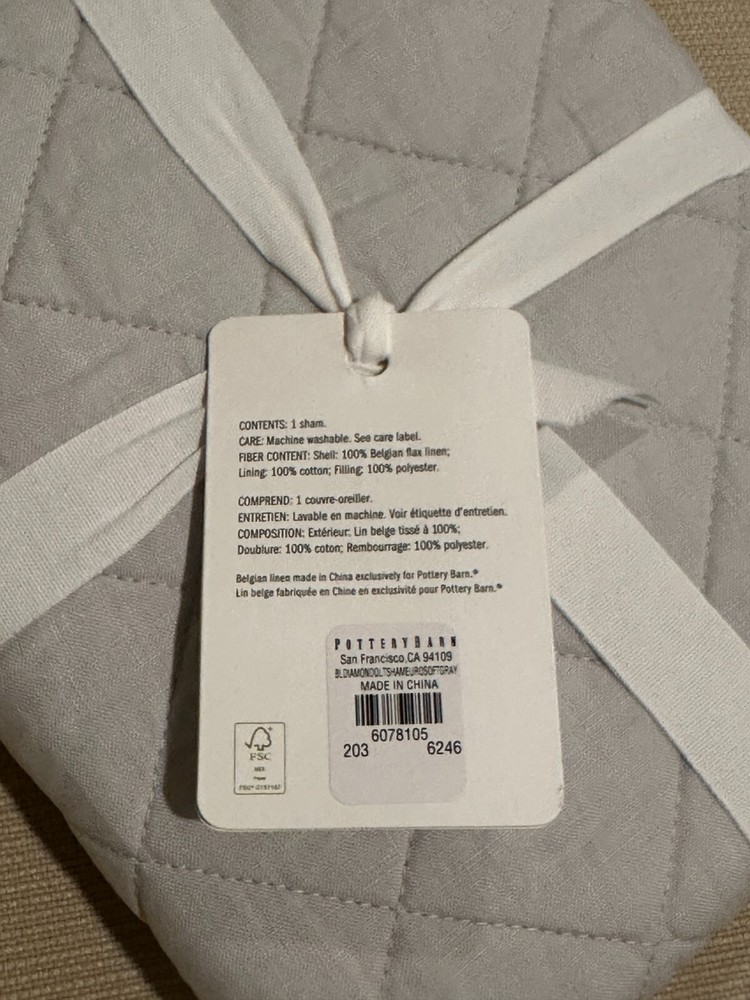 CONTENTS: 1 sham.
CARE: Machine washable. See care label.
FIBER CONTENT: Shell: 100% Belgian flax linen;
Lining: 100% cotton; Filling: 100% polyester.
COMPREND: 1 couvre-oreiller.
ENTRETIEN: Lavable en machine. Voir étiquette d'entretien.
COMPOSITION: Extérieur: Lin belge tissé à 100%;
Doublure: 100% coton; Rembourrage: 100% polyester.
Belgian linen made in China exclusively for Pottery Barn.®
Lin belge fabriquée en Chine en exclusivité pour Pottery Barn.®
POTTERY BARN
San Francisco,CA 94109
BLDIAMONDQLTSHAMEUROSOFTGRAY
MADE IN CHINA
6078105
203 6246
FSC
MIX
Paper